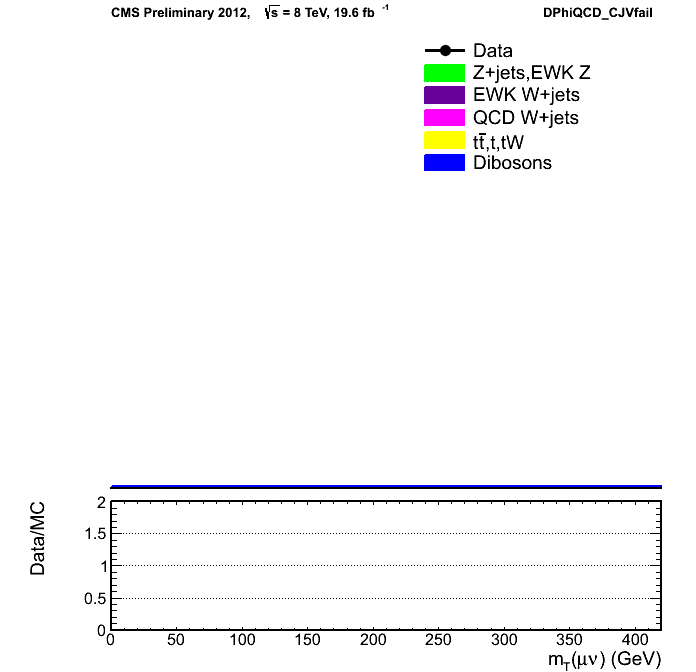 CMS Preliminary 2012, √s = 8 TeV, 19.6 fb⁻¹ DPhiQCD_CJVfail
Data
Z+jets,EWK Z
EWK W+jets
QCD W+jets
tt̅,t,tW
Dibosons
Data/MC
2
1.5
1
0.5
0
0 50 100 150 200 250 300 350 400
m_T(μν) (GeV)